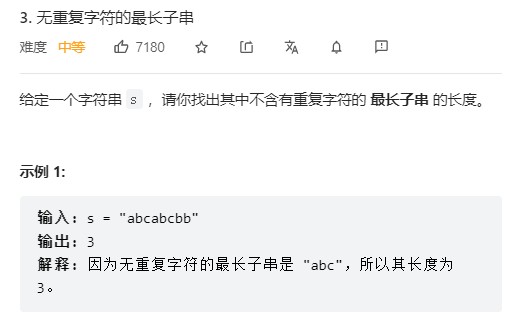 3. 无重复字符的最长子串
难度 中等 7180
给定一个字符串 s ，请你找出其中不含有重复字符的 最长子串 的长度。
示例 1:
输入: s = "abcabcbb"
输出: 3
解释: 因为无重复字符的最长子串是 "abc"，所以其长度为
3。